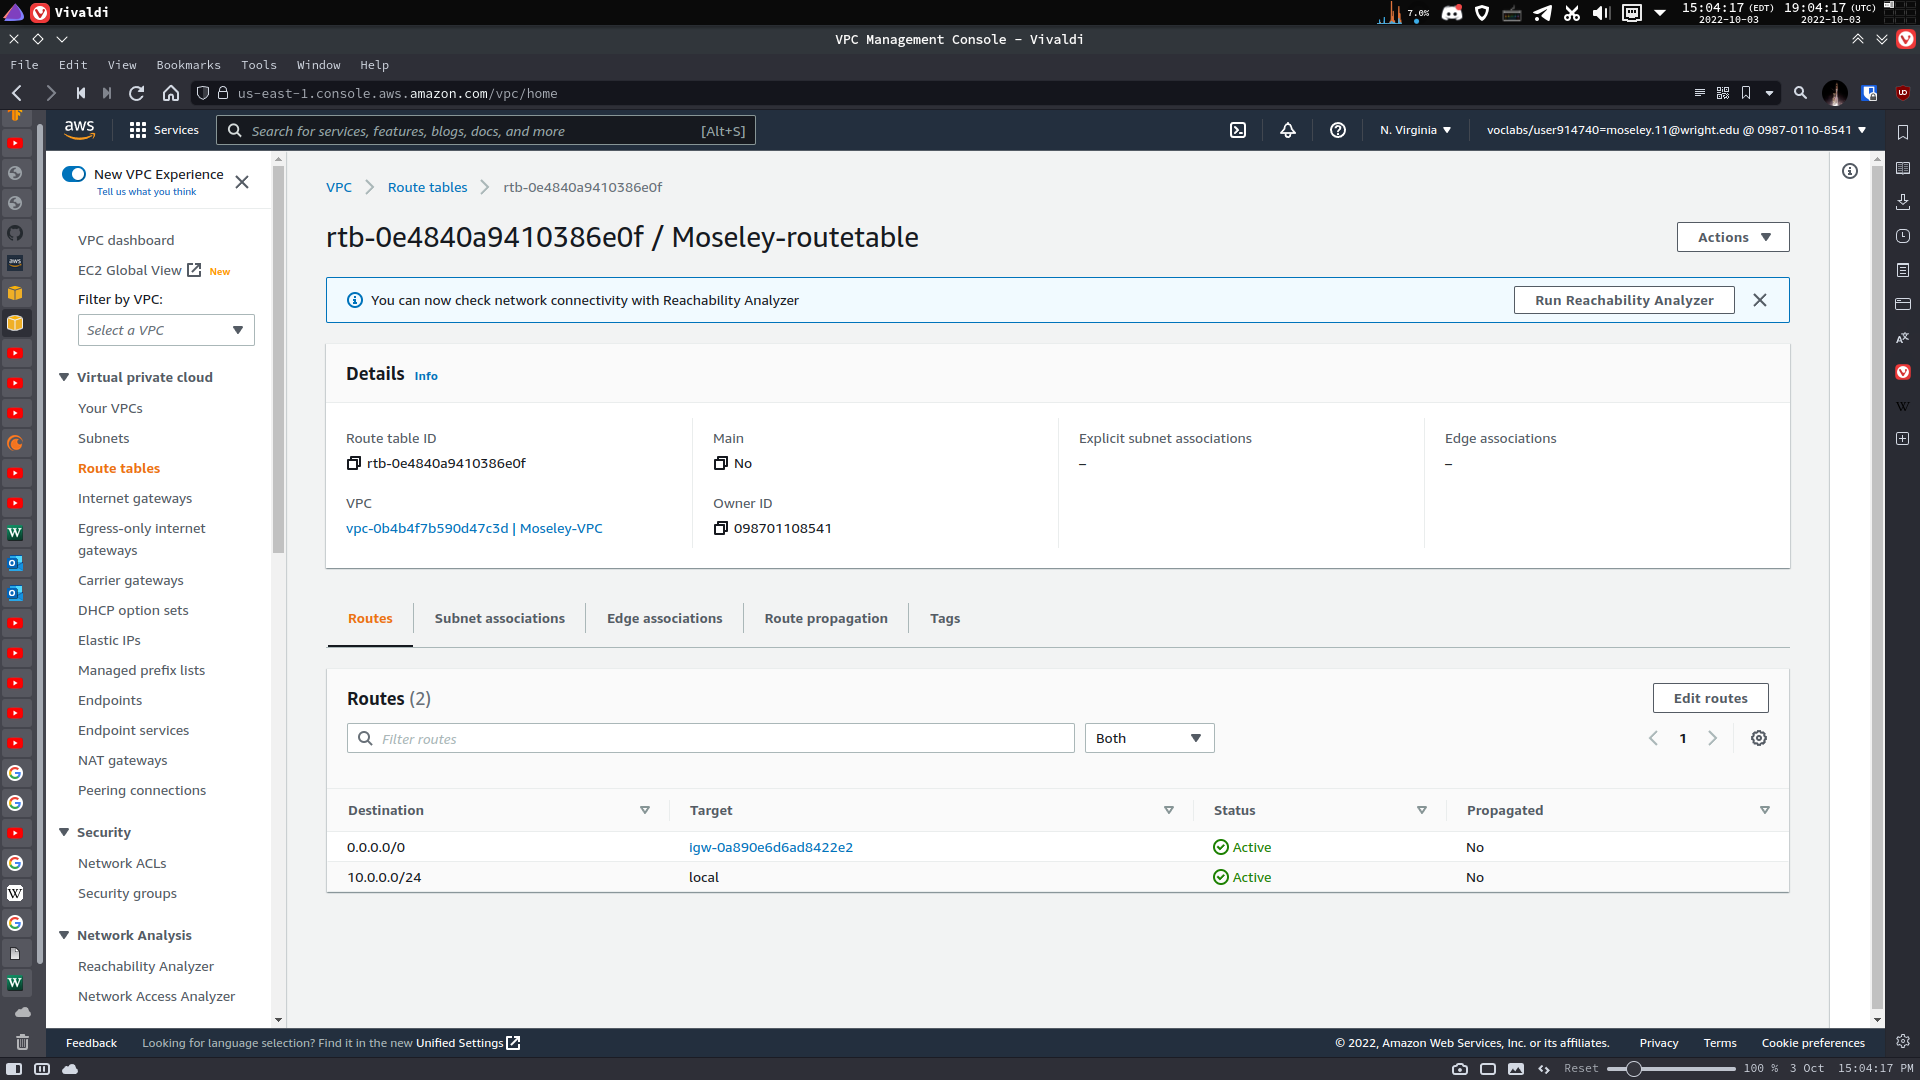 Vivaldi
7.0%
15:04:17 (EDT) 19:04:17 (UTC)
2022-10-03 2022-10-03
VPC Management Console - Vivaldi
File Edit View Bookmarks Tools Window Help
us-east-1.console.aws.amazon.com/vpc/home
aws Services Search for services, features, blogs, docs, and more [Alt+S] N. Virginia voclabs/user914740=moseley.11@wright.edu @ 0987-0110-8541
New VPC Experience
Tell us what you think
VPC dashboard
EC2 Global View New
Filter by VPC:
Select a VPC
Virtual private cloud
Your VPCs
Subnets
Route tables
Internet gateways
Egress-only internet
gateways
Carrier gateways
DHCP option sets
Elastic IPs
Managed prefix lists
Endpoints
Endpoint services
NAT gateways
Peering connections
Security
Network ACLs
Security groups
Network Analysis
Reachability Analyzer
Network Access Analyzer
VPC Route tables rtb-0e4840a9410386e0f
rtb-0e4840a9410386e0f / Moseley-routetable
Actions
You can now check network connectivity with Reachability Analyzer
Run Reachability Analyzer
Details Info
Route table ID
rtb-0e4840a9410386e0f
Main
No
Explicit subnet associations
–
Edge associations
–
VPC
vpc-0b4b4f7b590d47c3d | Moseley-VPC
Owner ID
098701108541
Routes Subnet associations Edge associations Route propagation Tags
Routes (2)
Edit routes
Filter routes
Both
1
Destination Target Status Propagated
0.0.0.0/0 igw-0a890e6d6ad8422e2 Active No
10.0.0.0/24 local Active No
Feedback Looking for language selection? Find it in the new Unified Settings © 2022, Amazon Web Services, Inc. or its affiliates. Privacy Terms Cookie preferences
Reset 100 % 3 Oct 15:04:17 PM